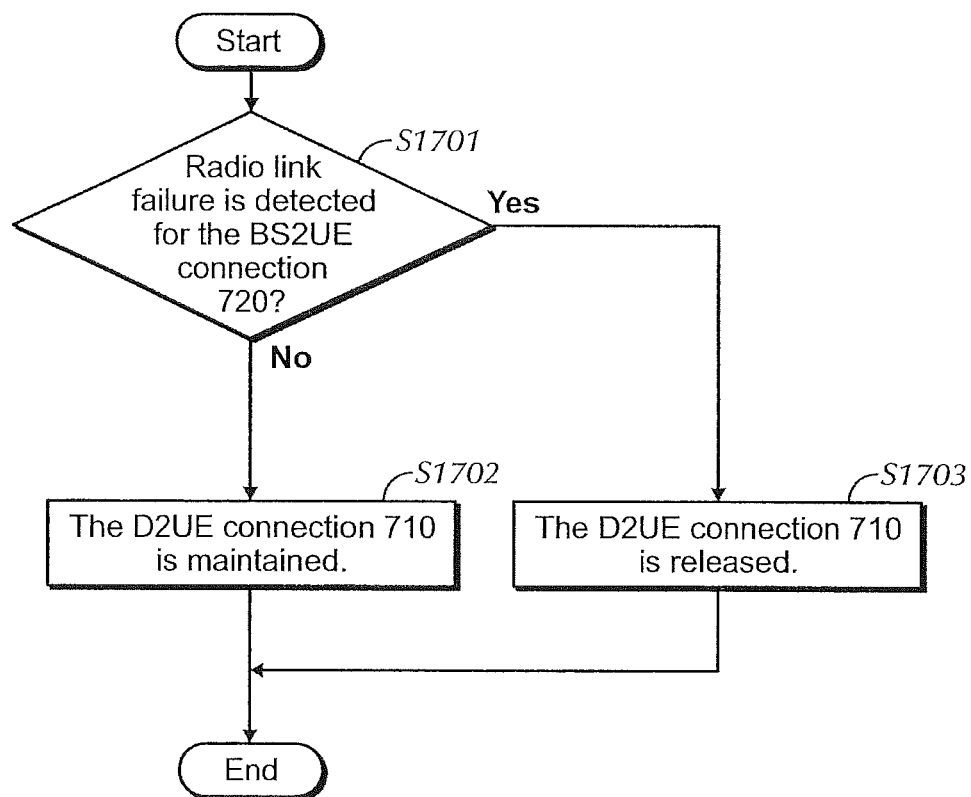 Start
S1701
Radio link
failure is detected
for the BS2UE
connection
720?
Yes
No
S1702
The D2UE connection 710
is maintained.
S1703
The D2UE connection 710
is released.
End